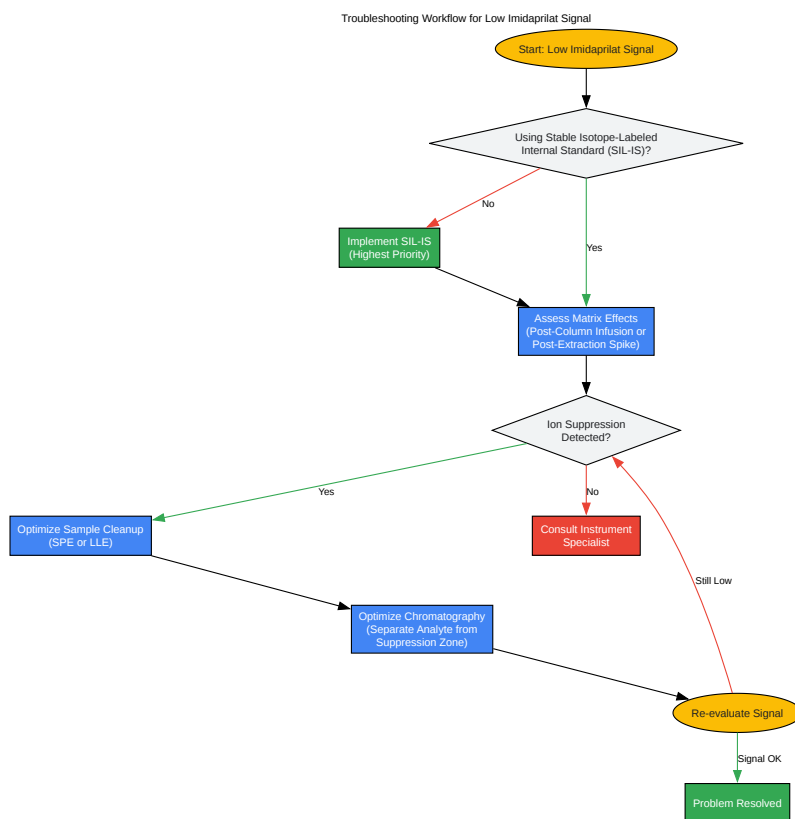 Troubleshooting Workflow for Low Imidaprilat Signal
Start: Low Imidaprilat Signal
Using Stable Isotope-Labeled
Internal Standard (SIL-IS)?
No
Implement SIL-IS
(Highest Priority)
Yes
Assess Matrix Effects
(Post-Column Infusion or
Post-Extraction Spike)
Ion Suppression
Detected?
Yes
No
Optimize Sample Cleanup
(SPE or LLE)
Consult Instrument
Specialist
Still Low
Optimize Chromatography
(Separate Analyte from
Suppression Zone)
Re-evaluate Signal
Signal OK
Problem Resolved